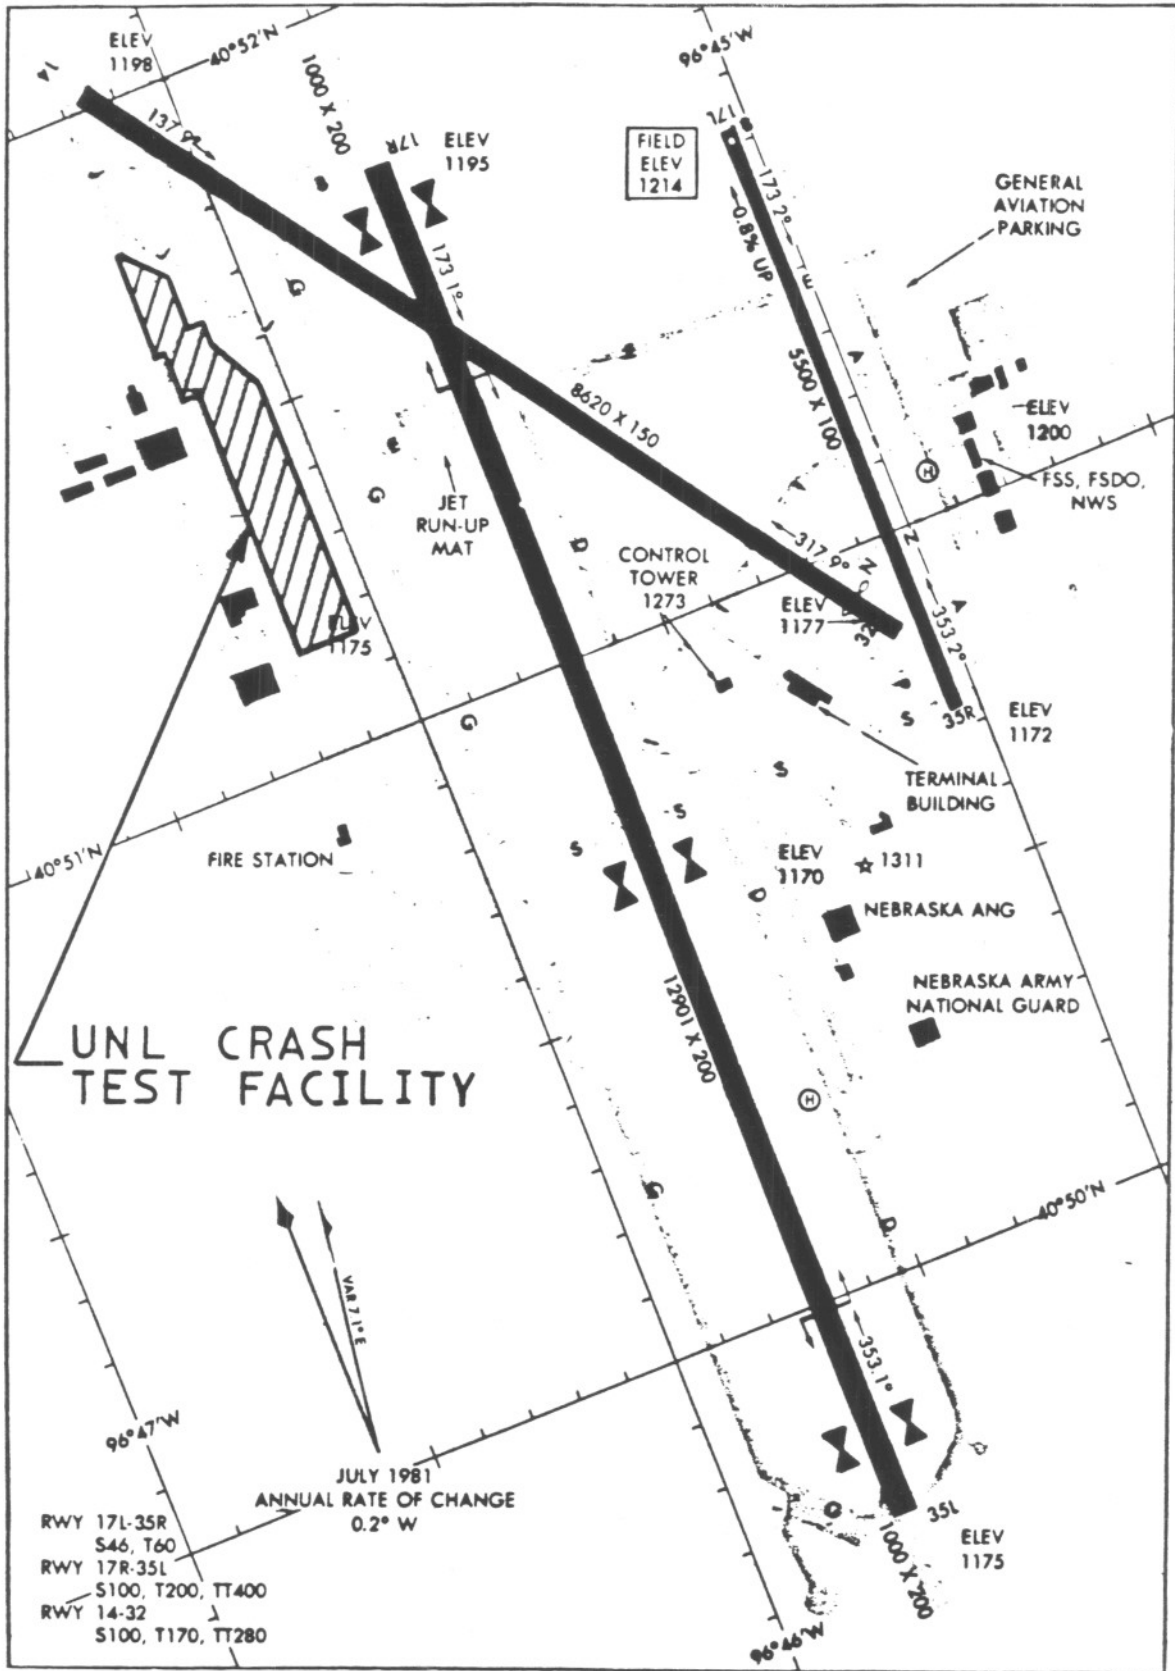 ELEV
1198
40°52'N
1000 X 200
96°45'W
14
137.9°
17R
ELEV
1195
FIELD
ELEV
1214
17L
173.2°
0.8% UP
GENERAL
AVIATION
PARKING
173.1°
G
E
A
5500 X 100
8620 X 150
ELEV
1200
H
FSS, FSDO,
NWS
G
JET
RUN-UP
MAT
D
317.9°
CONTROL
TOWER
1273
ELEV
1177
N
Z
A
353.2°
ELEV
1175
G
P
S
35R
ELEV
1172
S
TERMINAL
BUILDING
S
S
40°51'N
FIRE STATION
ELEV
1170
1311
D
NEBRASKA ANG
NEBRASKA ARMY
NATIONAL GUARD
12901 X 200
UNL CRASH
TEST FACILITY
H
G
D
40°50'N
VAR 7.1°E
353.1°
96°47'W
JULY 1981
ANNUAL RATE OF CHANGE
0.2° W
D
G
35L
ELEV
1175
1000 X 200
RWY 17L-35R
S46, T60
RWY 17R-35L
S100, T200, TT400
RWY 14-32
S100, T170, TT280
96°46'W